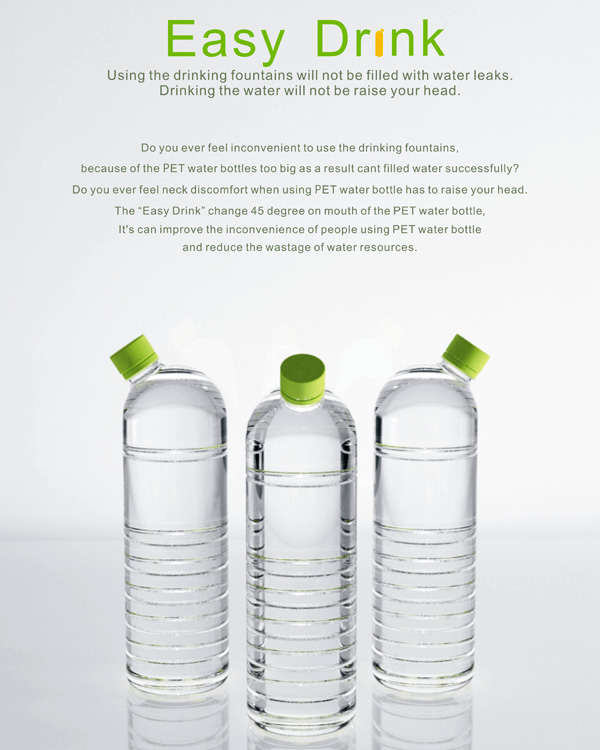 Easy Drink
Using the drinking fountains will not be filled with water leaks.
Drinking the water will not be raise your head.
Do you ever feel inconvenient to use the drinking fountains,
because of the PET water bottles too big as a result cant filled water successfully?
Do you ever feel neck discomfort when using PET water bottle has to raise your head.
The “Easy Drink” change 45 degree on mouth of the PET water bottle,
It's can improve the inconvenience of people using PET water bottle
and reduce the wastage of water resources.